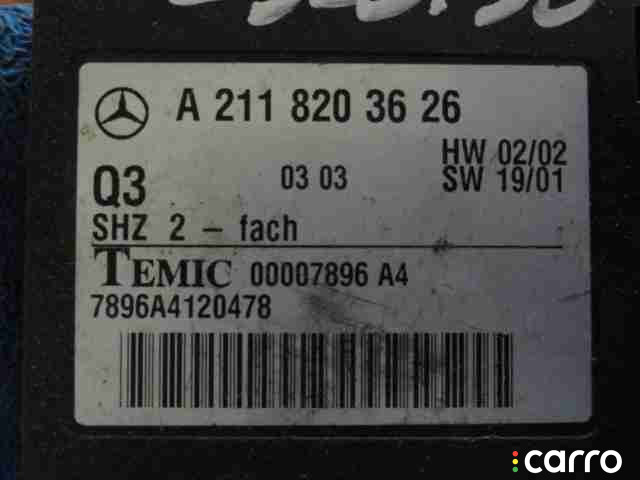 A 211 820 36 26
HW 02/02
Q3 03 03 SW 19/01
SHZ 2 - fach
TEMIC 00007896 A4
7896A4120478
carro